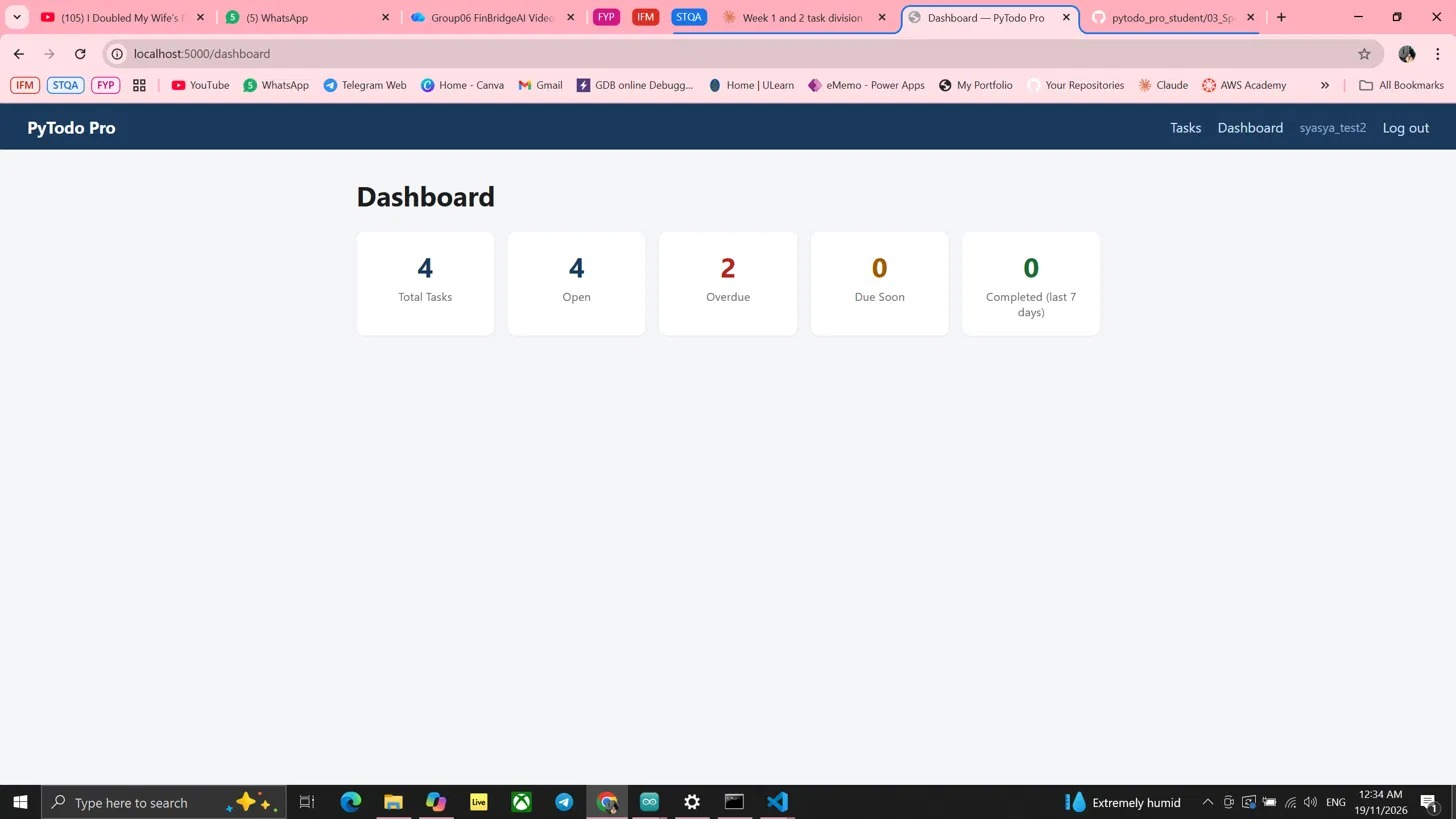 (105) I Doubled My Wife's
(5) WhatsApp
Group06 FinBridgeAI Video
FYP
IFM
STQA
Week 1 and 2 task division
Dashboard — PyTodo Pro
pytodo_pro_student/03_Sp
localhost:5000/dashboard
IFM
STQA
FYP
YouTube
WhatsApp
Telegram Web
Home - Canva
Gmail
GDB online Debugg...
Home | ULearn
eMemo - Power Apps
My Portfolio
Your Repositories
Claude
AWS Academy
All Bookmarks
PyTodo Pro
Tasks
Dashboard
syasya_test2
Log out
Dashboard
4
Total Tasks
4
Open
2
Overdue
0
Due Soon
0
Completed (last 7
days)
Type here to search
Live
Extremely humid
ENG
12:34 AM
19/11/2026
1